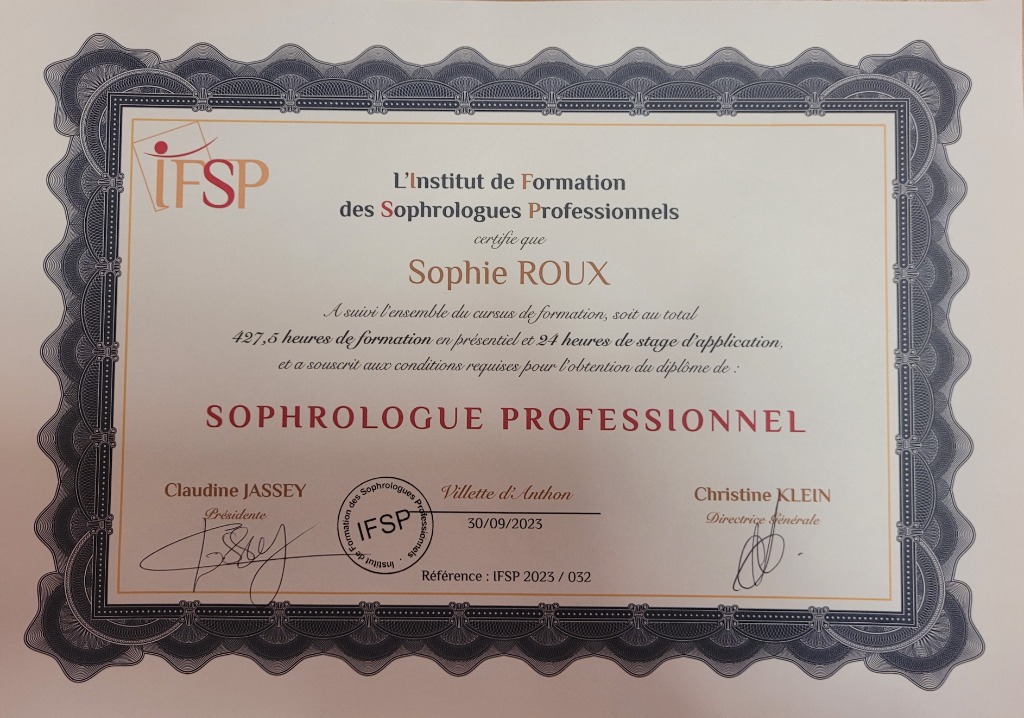 IFSP
L'Institut de Formation
des Sophrologues Professionnels
certifie que
Sophie ROUX
A suivi l'ensemble du cursus de formation, soit au total
427,5 heures de formation en présentiel et 24 heures de stage d'application,
et a souscrit aux conditions requises pour l'obtention du diplôme de :
SOPHROLOGUE PROFESSIONNEL
Claudine JASSEY
Présidente
Jassey
Institut de Formation des Sophrologues Professionnels.
IFSP
Villette d'Anthon
30/09/2023
Référence : IFSP 2023 / 032
Christine KLEIN
Directrice Générale